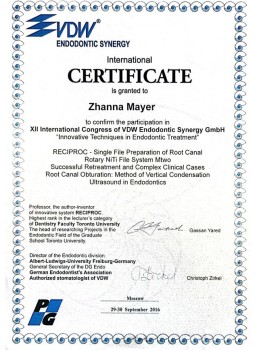 VDW®
ENDODONTIC SYNERGY
International
CERTIFICATE
is granted to
Zhanna Mayer
to confirm the participation in
XII International Congress of VDW Endodontic Synergy GmbH
"Innovative Techniques in Endodontic Treatment"
RECIPROC - Single File Preparation of Root Canal
Rotary NiTi File System Mtwo
Successful Retreatment and Complex Clinical Cases
Root Canal Obturation: Method of Vertical Condensation
Ultrasound in Endodontics
Professor, the author-inventor
of innovative system RECIPROC.
Highest rank in the lecturer's category
of Dentistry Faculty Toronto University
The head of researching Projects in the
Endodontic Field of the Graduate
School Toronto University.
Gassan Yared
Director of the Endodontics division
Albert-Ludwigs-University Freiburg-Germany
General Secretary of the DG Endo
German Endodontist's Association
Authorized stomatologist of VDW
Christoph Zirkel
Moscow
29-30 September 2016
PG